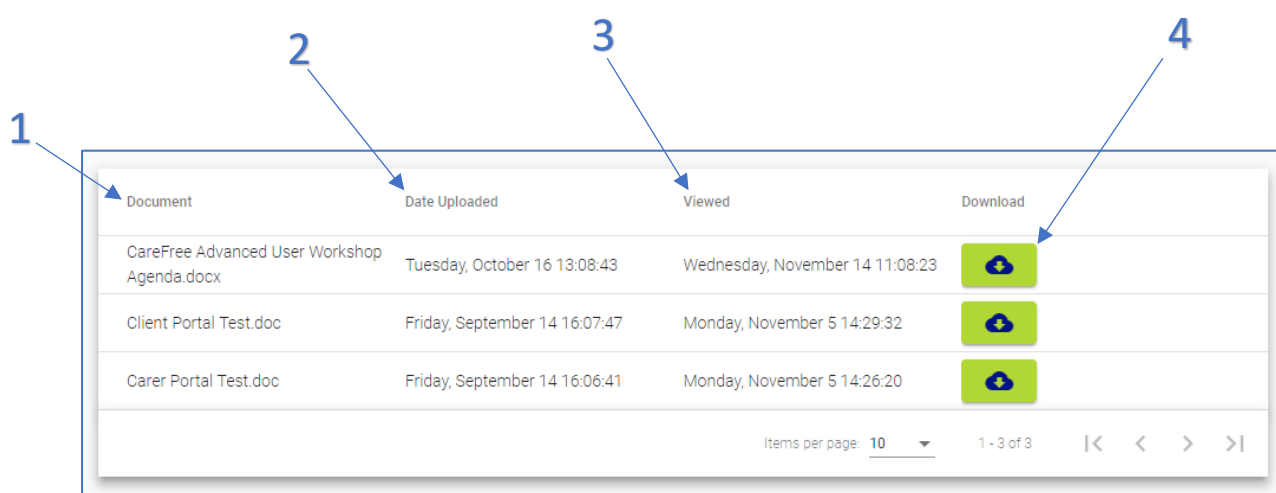 1
2
3
4
Document Date Uploaded Viewed Download
CareFree Advanced User Workshop
Agenda.docx
Tuesday, October 16 13:08:43
Wednesday, November 14 11:08:23
Client Portal Test.doc Friday, September 14 16:07:47 Monday, November 5 14:29:32
Carer Portal Test.doc Friday, September 14 16:06:41 Monday, November 5 14:26:20
Items per page: 10 1 - 3 of 3